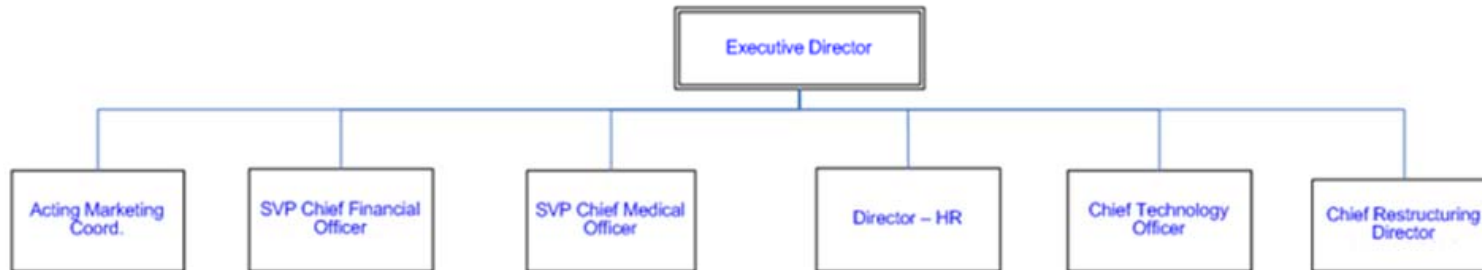 Executive Director
Acting Marketing
Coord.
SVP Chief Financial
Officer
SVP Chief Medical
Officer
Director – HR
Chief Technology
Officer
Chief Restructuring
Director